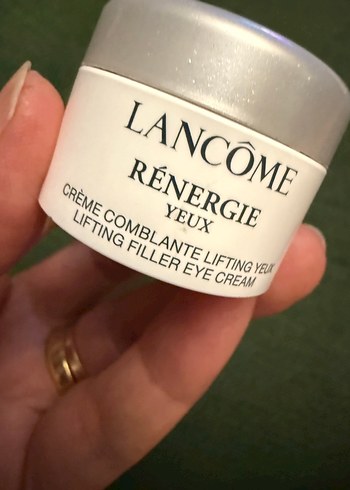 LANCÔME
RÉNERGIE
YEUX
CRÈME COMBLANTE LIFTING YEUX
LIFTING FILLER EYE CREAM